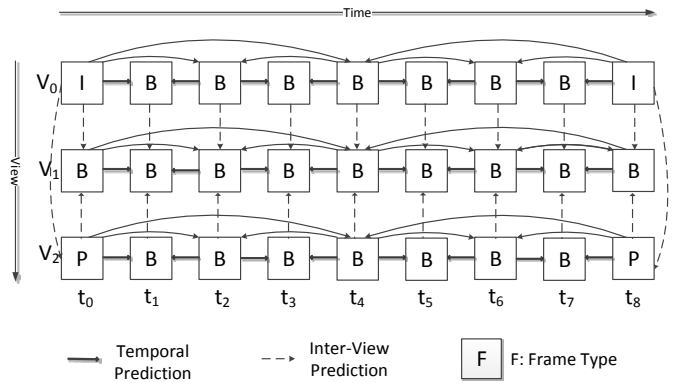 Time
View
V0 I B B B B B B B I
V1 B B B B B B B B B
V2 P B B B B B B B P
t0 t1 t2 t3 t4 t5 t6 t7 t8
Temporal Prediction
Inter-View Prediction
F F: Frame Type